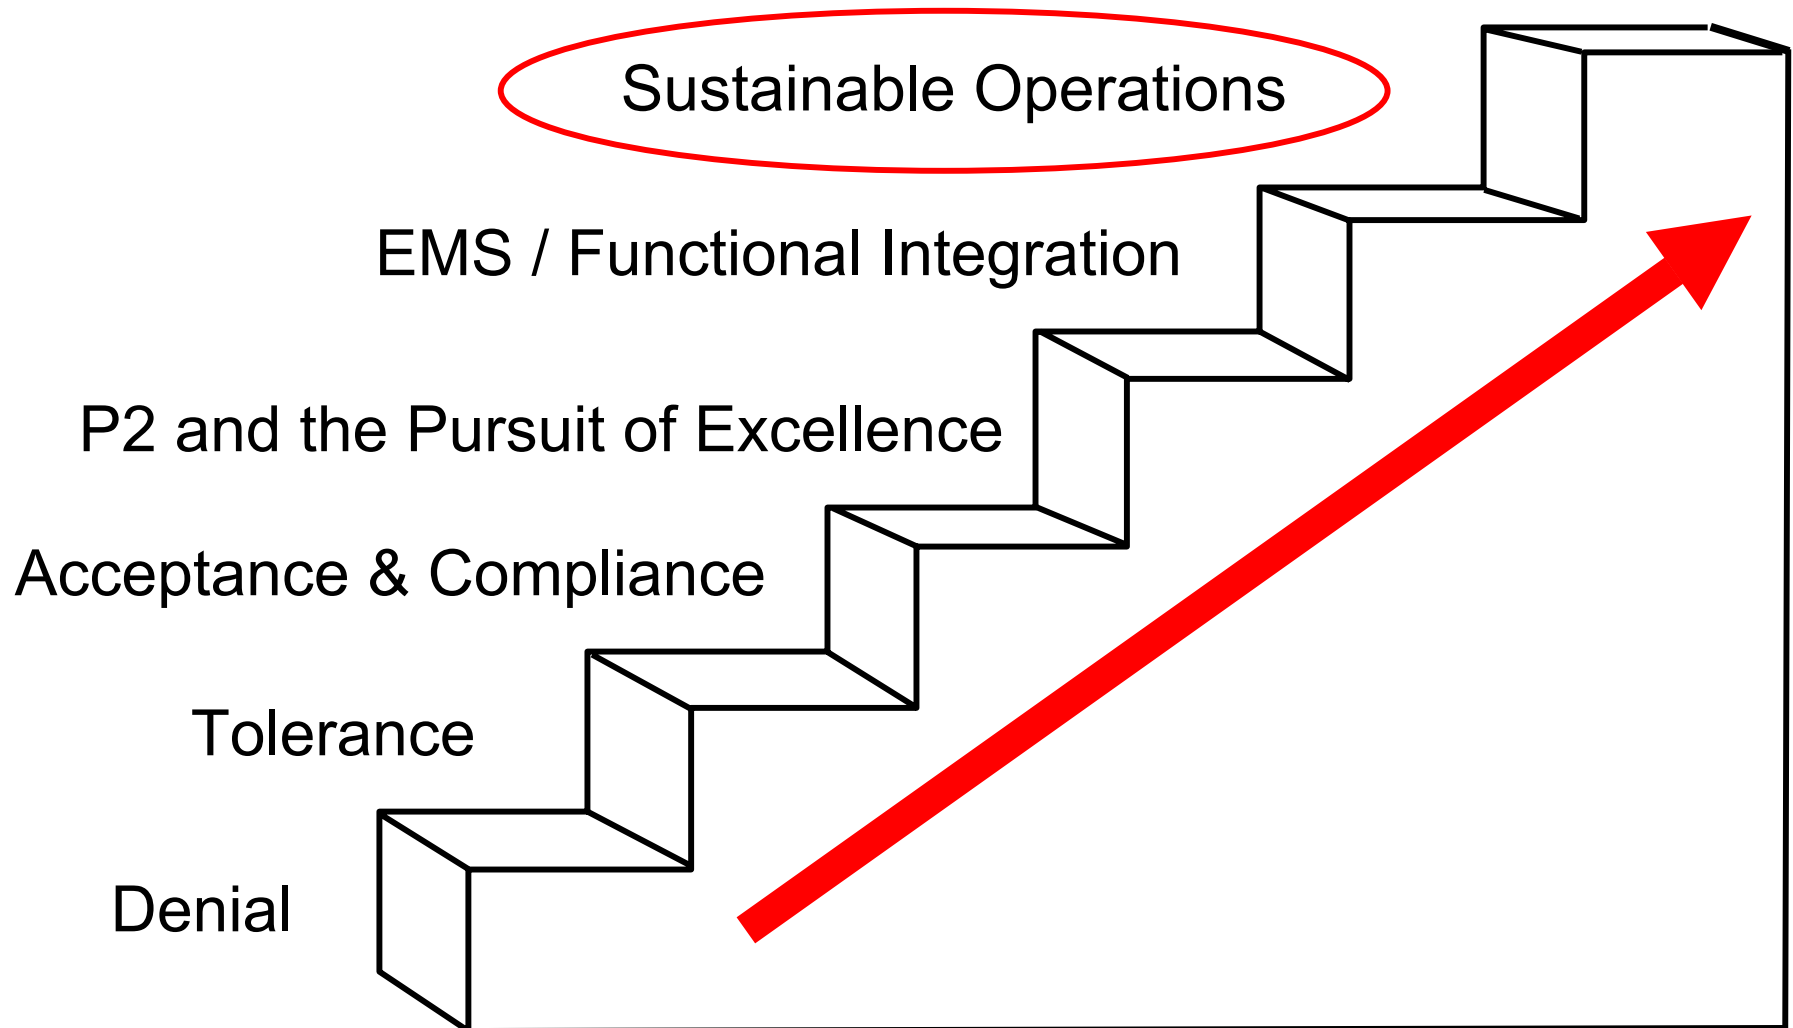 Sustainable Operations
EMS / Functional Integration
P2 and the Pursuit of Excellence
Acceptance & Compliance
Tolerance
Denial